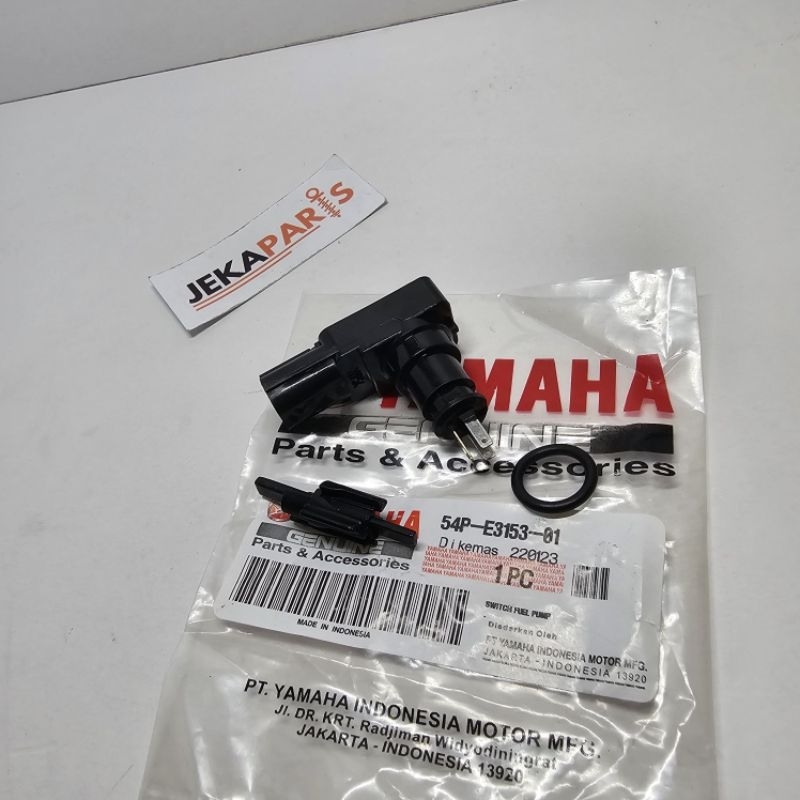 JEKAPARTS
YAMAHA
GENUINE
Parts & Accessories
YAMAHA
GENUINE
Parts & Accessories
MADE IN INDONESIA
54P-E3153-01
Dikemas 220123
1PC
SWITCH FUEL PUMP
Diedarkan Oleh
PT YAMAHA INDONESIA MOTOR MFG.
JAKARTA - INDONESIA 13920
PT. YAMAHA INDONESIA MOTOR MFG.
Jl. DR. KRT. Radjiman Widyodiningrat
JAKARTA - INDONESIA 13920